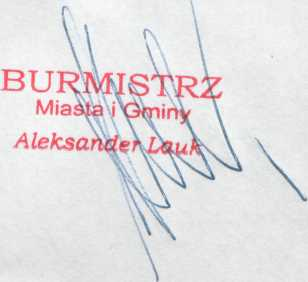 BURMISTRZ
Miasta i Gminy
Aleksander Lauk